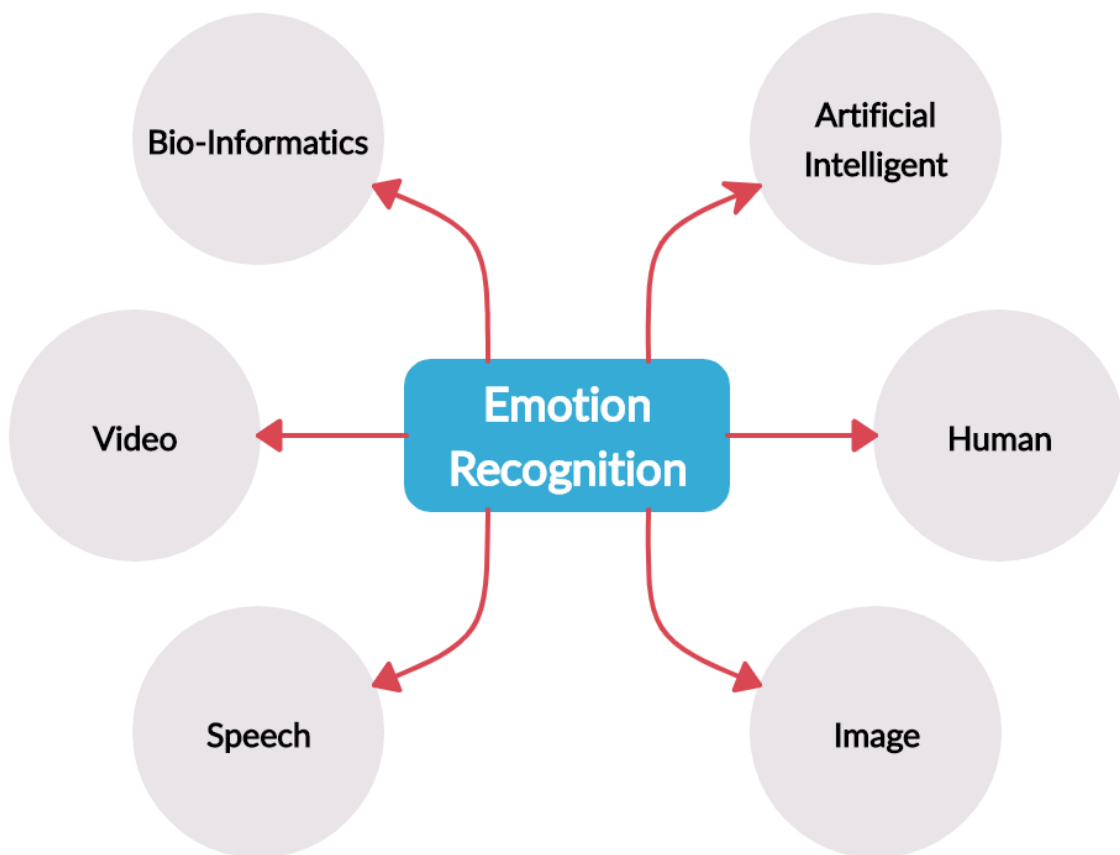 Bio-Informatics
Artificial
Intelligent
Video
Emotion
Recognition
Human
Speech
Image